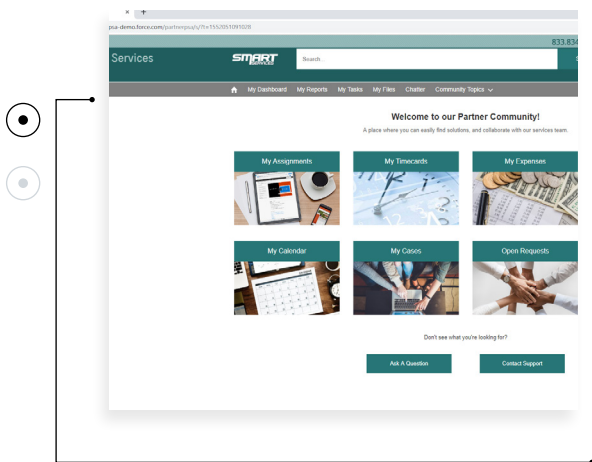 × +
psa-demo.force.com/partnerpsa/s/?t=1552051091028
833.834
Services SMART SERVICES Search... S
My Dashboard My Reports My Tasks My Files Chatter Community Topics
Welcome to our Partner Community!
A place where you can easily find solutions, and collaborate with our services team.
My Assignments My Timecards My Expenses
My Calendar My Cases Open Requests
Don't see what you're looking for?
Ask A Question Contact Support